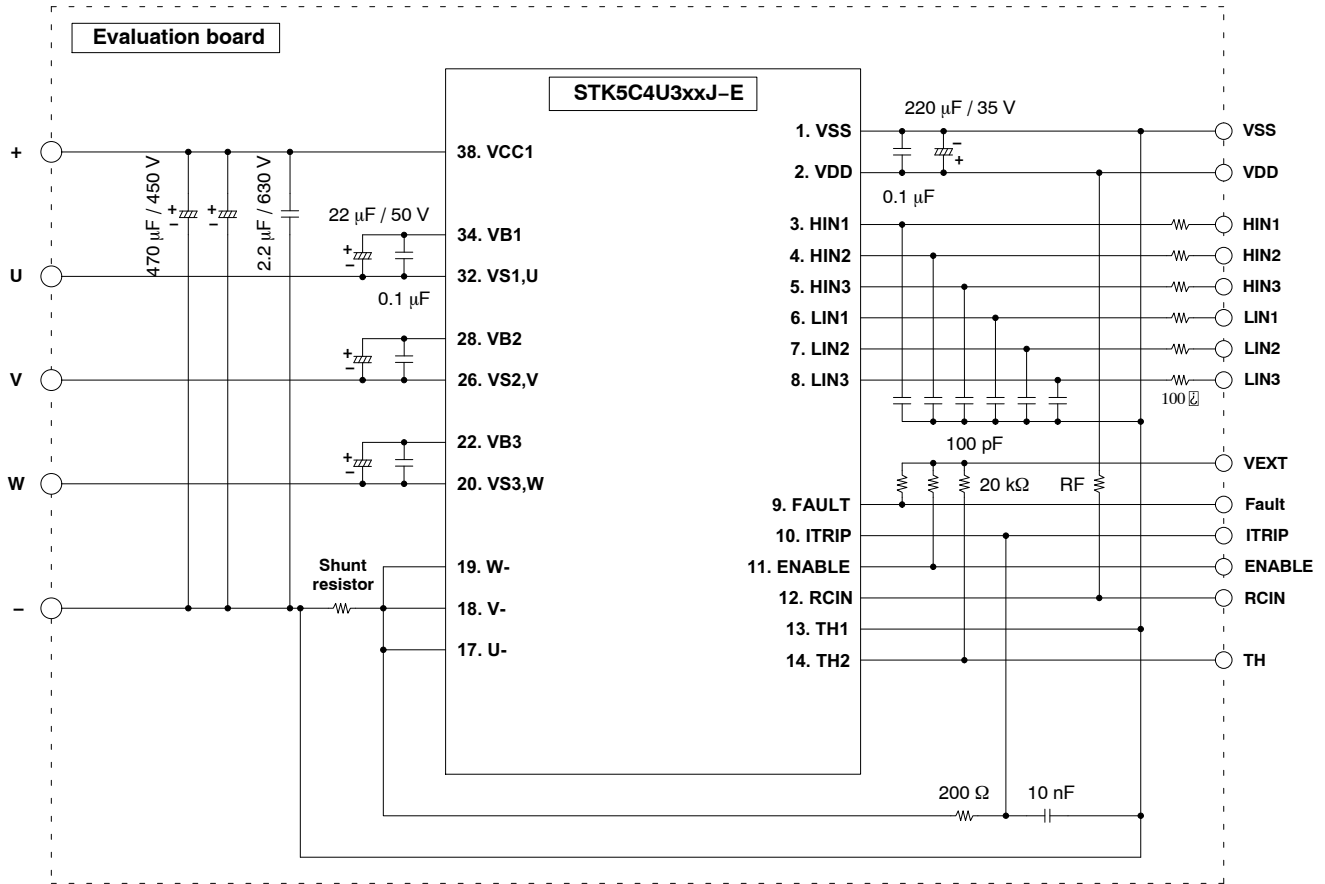 Evaluation board
STK5C4U3xxJ−E
+
U
V
W
−
470 μF / 450 V
2.2 μF / 630 V
+
−
+
−
22 μF / 50 V
+
−
0.1 μF
+
−
+
−
38. VCC1
34. VB1
32. VS1,U
28. VB2
26. VS2,V
22. VB3
20. VS3,W
Shunt
resistor
19. W-
18. V-
17. U-
1. VSS
2. VDD
3. HIN1
4. HIN2
5. HIN3
6. LIN1
7. LIN2
8. LIN3
9. FAULT
10. ITRIP
11. ENABLE
12. RCIN
13. TH1
14. TH2
220 μF / 35 V
−
+
0.1 μF
100 pF
20 kΩ
RF
100
200 Ω
10 nF
VSS
VDD
HIN1
HIN2
HIN3
LIN1
LIN2
LIN3
VEXT
Fault
ITRIP
ENABLE
RCIN
TH